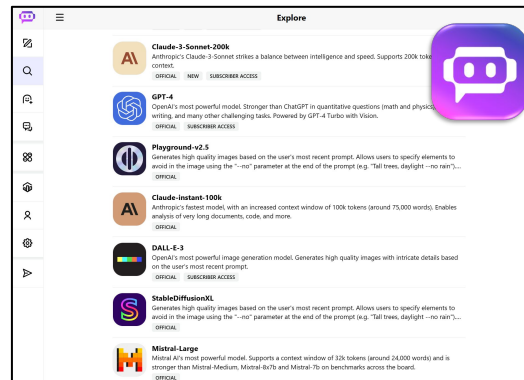 Explore
Claude-3-Sonnet-200k
Anthropic's Claude-3-Sonnet strikes a balance between intelligence and speed. Supports 200k
context.
OFFICIAL NEW SUBSCRIBER ACCESS
GPT-4
OpenAI's most powerful model. Stronger than ChatGPT in quantitative questions (math and
writing, and many other challenging tasks. Powered by GPT-4 Turbo with Vision.
OFFICIAL SUBSCRIBER ACCESS
Playground-v2.5
Generates high quality images based on the user's most recent prompt. Allows users to specify elements to
avoid in the image using the "--no" parameter at the end of the prompt (e.g. "Tall trees, daylight --no rain")....
OFFICIAL
Claude-instant-100k
Anthropic's fastest model, with an increased context window of 100k tokens (around 75,000 words). Enables
analysis of very long documents, code, and more.
OFFICIAL
DALL-E-3
OpenAI's most powerful image generation model. Generates high quality images with intricate details based
on the user's most recent prompt.
OFFICIAL SUBSCRIBER ACCESS
StableDiffusionXL
Generates high quality images based on the user's most recent prompt. Allows users to specify elements to
avoid in the image using the "--no" parameter at the end of the prompt (e.g. "Tall trees, daylight --no rain")....
OFFICIAL
Mistral-Large
Mistral AI's most powerful model. Supports a context window of 32k tokens (around 24,000 words) and is
stronger than Mistral-Medium, Mixtral-8x7b and Mistral-7b on benchmarks across the board.
OFFICIAL